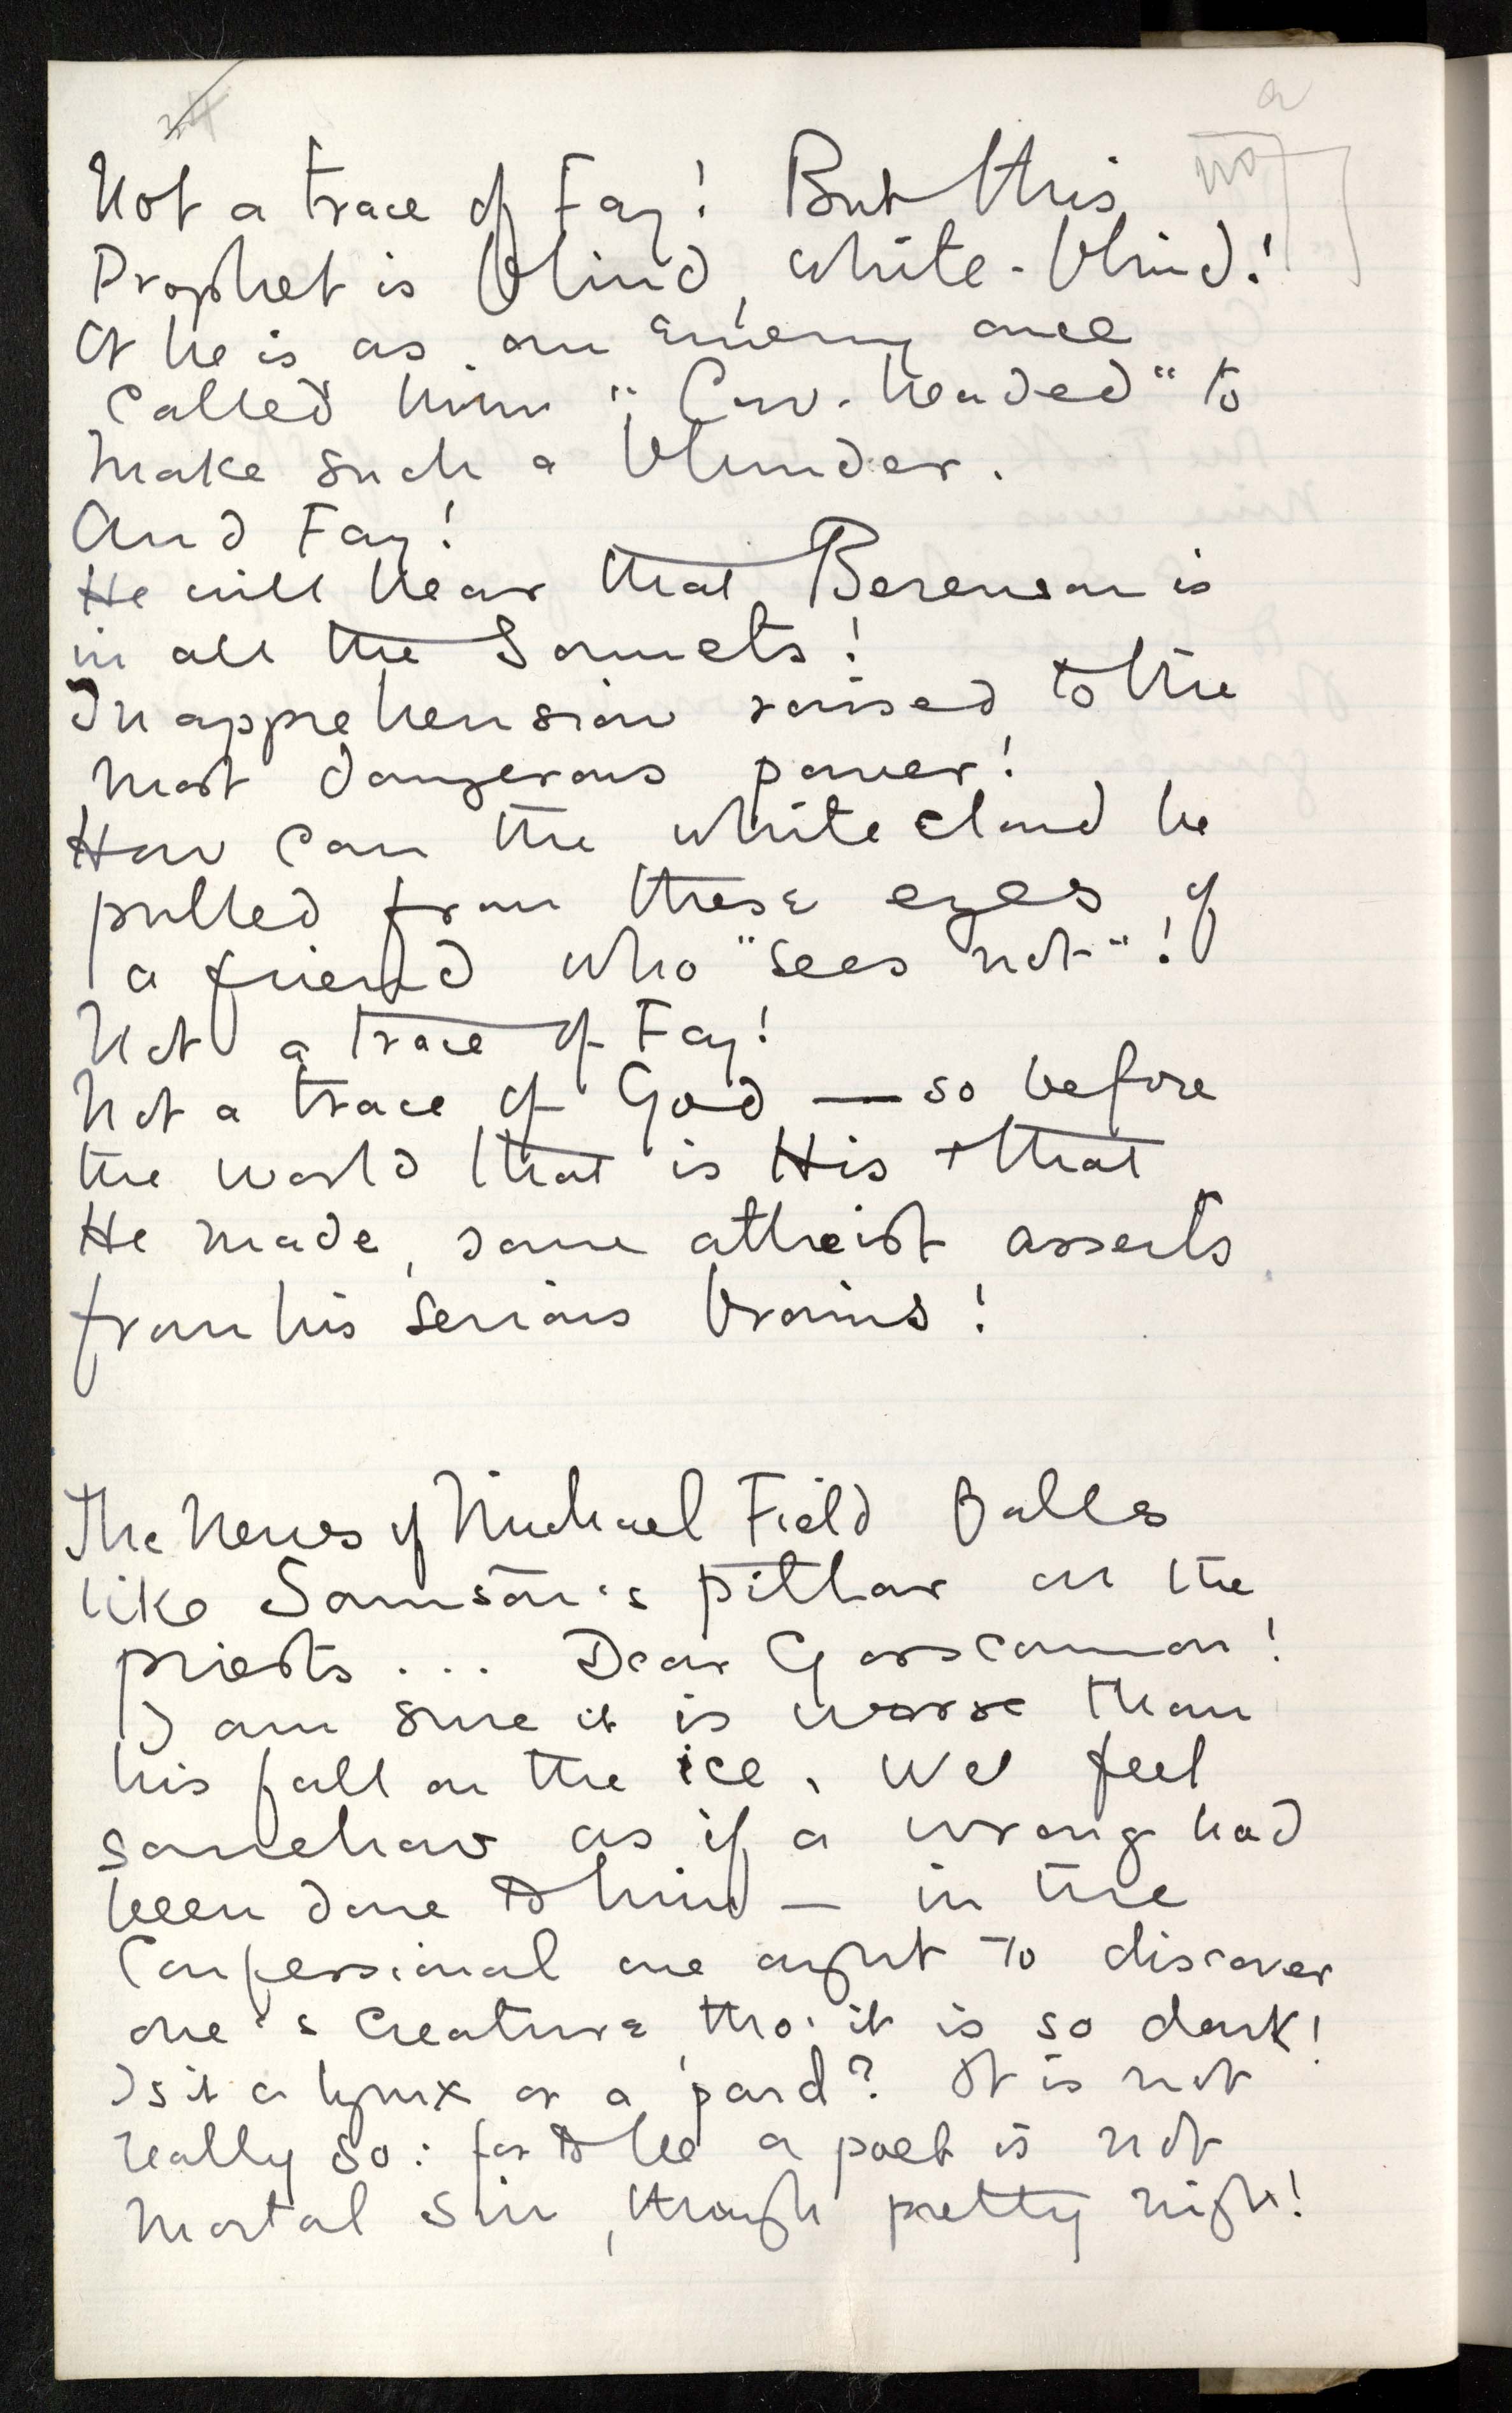 Not a trace of Fay! But this
Prophet is blind, white-blind!
Or he is as an enemy once
called him "Cow-headed" to
make such a blunder.
And Fay!
He will hear that Berenson is
in all the Sonnets!
Inapprehension raised to the
most dangerous power!
How can the white cloud be
pulled from these eyes of
a friend who "sees not"!
Not a trace of Fay!
Not a trace of God — so before
the world that is His + that
He made, some atheist asserts
from his serious brains!
The News of Michael Field Falls
like Samson's pillar on the
priests ... Dear Goscannon!
I am sure it is worse than
his fall on the ice. We feel
somehow as if a wrong had
been done to him — in the
Confessional one ought to discover
one's Creature, tho' it is so dark!
Is it a lynx or a pard? It is not
really so: for to be a poet is not
mortal sin, though pretty nigh!